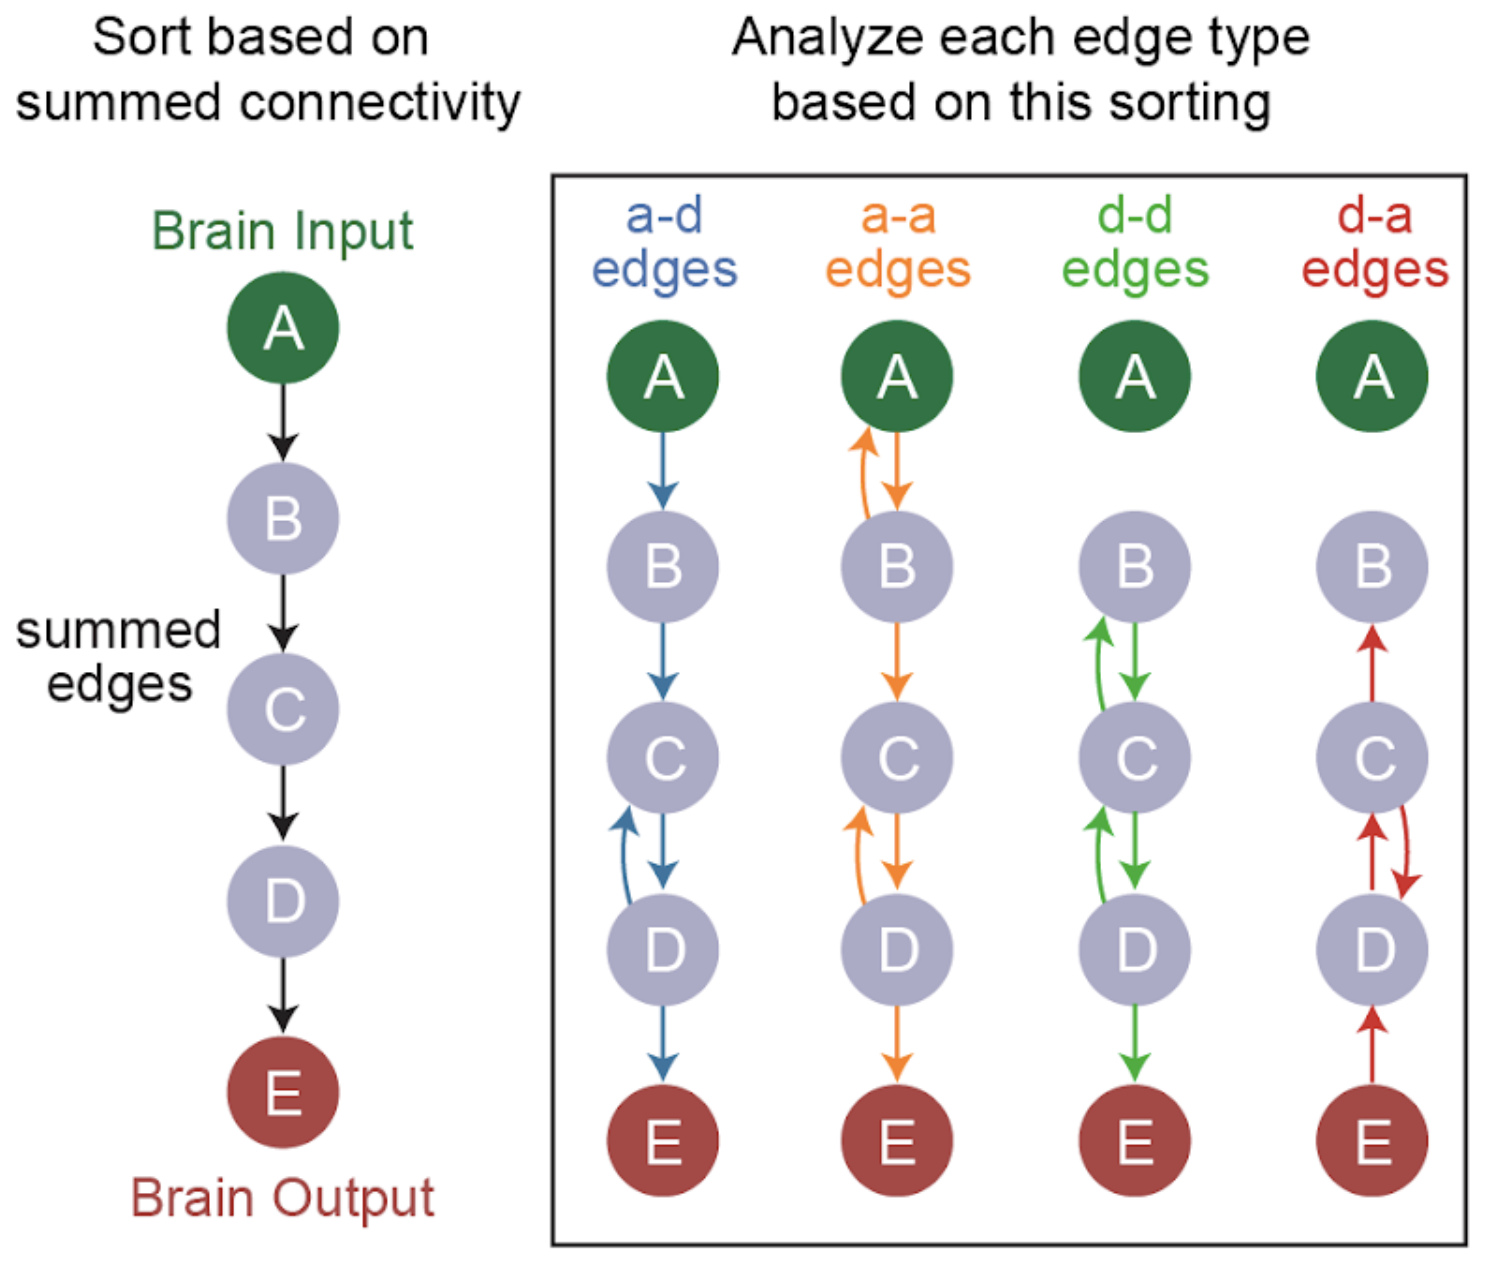 Sort based on
summed connectivity
Brain Input
A
B
summed
edges
C
D
E
Brain Output
Analyze each edge type
based on this sorting
a-d
edges
A
B
C
D
E
a-a
edges
A
B
C
D
E
d-d
edges
A
B
C
D
E
d-a
edges
A
B
C
D
E